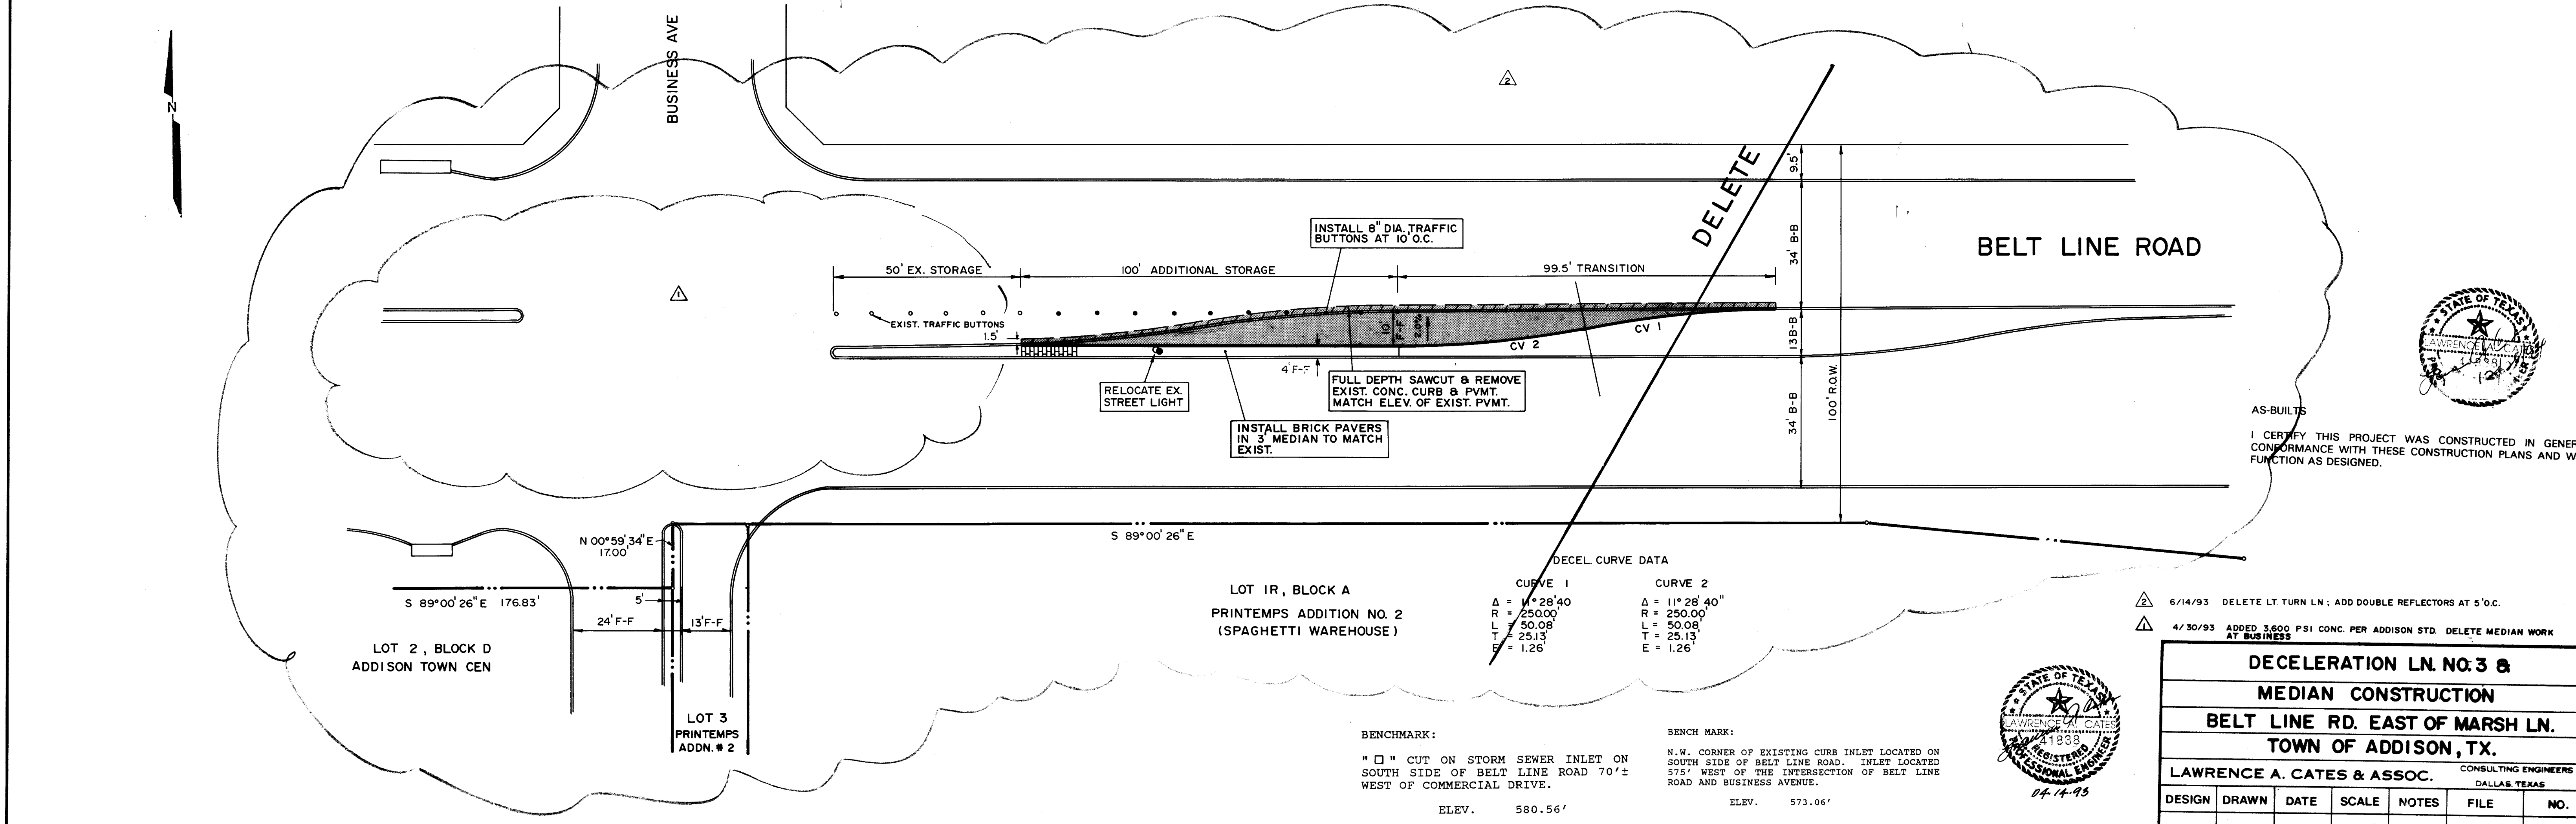 BUSINESS AVE
N
2
DELETE
9.5'
34' B-B
13' B-B
34' B-B
100' R.O.W.
BELT LINE ROAD
INSTALL 8" DIA. TRAFFIC
BUTTONS AT 10' O.C.
50' EX. STORAGE
100' ADDITIONAL STORAGE
99.5' TRANSITION
1
EXIST. TRAFFIC BUTTONS
1.5'
10'
F-F
2.0%
CV 1
CV 2
4' F-F
RELOCATE EX.
STREET LIGHT
FULL DEPTH SAWCUT & REMOVE
EXIST. CONC. CURB & PVMT.
MATCH ELEV. OF EXIST. PVMT.
INSTALL BRICK PAVERS
IN 3' MEDIAN TO MATCH
EXIST.
STATE OF TEXAS
LAWRENCE A. CATES
AS-BUILTS
I CERTIFY THIS PROJECT WAS CONSTRUCTED IN GENER
CONFORMANCE WITH THESE CONSTRUCTION PLANS AND W
FUNCTION AS DESIGNED.
N 00°59'34"E
17.00'
S 89°00'26"E
S 89°00'26"E 176.83'
5'
24' F-F
13' F-F
LOT 2, BLOCK D
ADDISON TOWN CEN
LOT 3
PRINTEMPS
ADDN. # 2
LOT 1R, BLOCK A
PRINTEMPS ADDITION NO. 2
(SPAGHETTI WAREHOUSE)
DECEL. CURVE DATA
CURVE 1
Δ = 11°28'40
R = 250.00'
L = 50.08'
T = 25.13'
E = 1.26'
CURVE 2
Δ = 11°28'40"
R = 250.00'
L = 50.08'
T = 25.13'
E = 1.26'
BENCHMARK:
" □ " CUT ON STORM SEWER INLET ON
SOUTH SIDE OF BELT LINE ROAD 70'±
WEST OF COMMERCIAL DRIVE.
ELEV. 580.56'
BENCH MARK:
N.W. CORNER OF EXISTING CURB INLET LOCATED ON
SOUTH SIDE OF BELT LINE ROAD. INLET LOCATED
575' WEST OF THE INTERSECTION OF BELT LINE
ROAD AND BUSINESS AVENUE.
ELEV. 573.06'
STATE OF TEXAS
LAWRENCE A. CATES
41838
REGISTERED
PROFESSIONAL ENGINEER
04-14-93
2 6/14/93 DELETE LT. TURN LN; ADD DOUBLE REFLECTORS AT 5' O.C.
1 4/30/93 ADDED 3,600 PSI CONC. PER ADDISON STD. DELETE MEDIAN WORK
AT BUSINESS
DECELERATION LN. NO. 3 &
MEDIAN CONSTRUCTION
BELT LINE RD. EAST OF MARSH LN.
TOWN OF ADDISON, TX.
LAWRENCE A. CATES & ASSOC. CONSULTING ENGINEERS
DALLAS, TEXAS
DESIGN DRAWN DATE SCALE NOTES FILE NO.